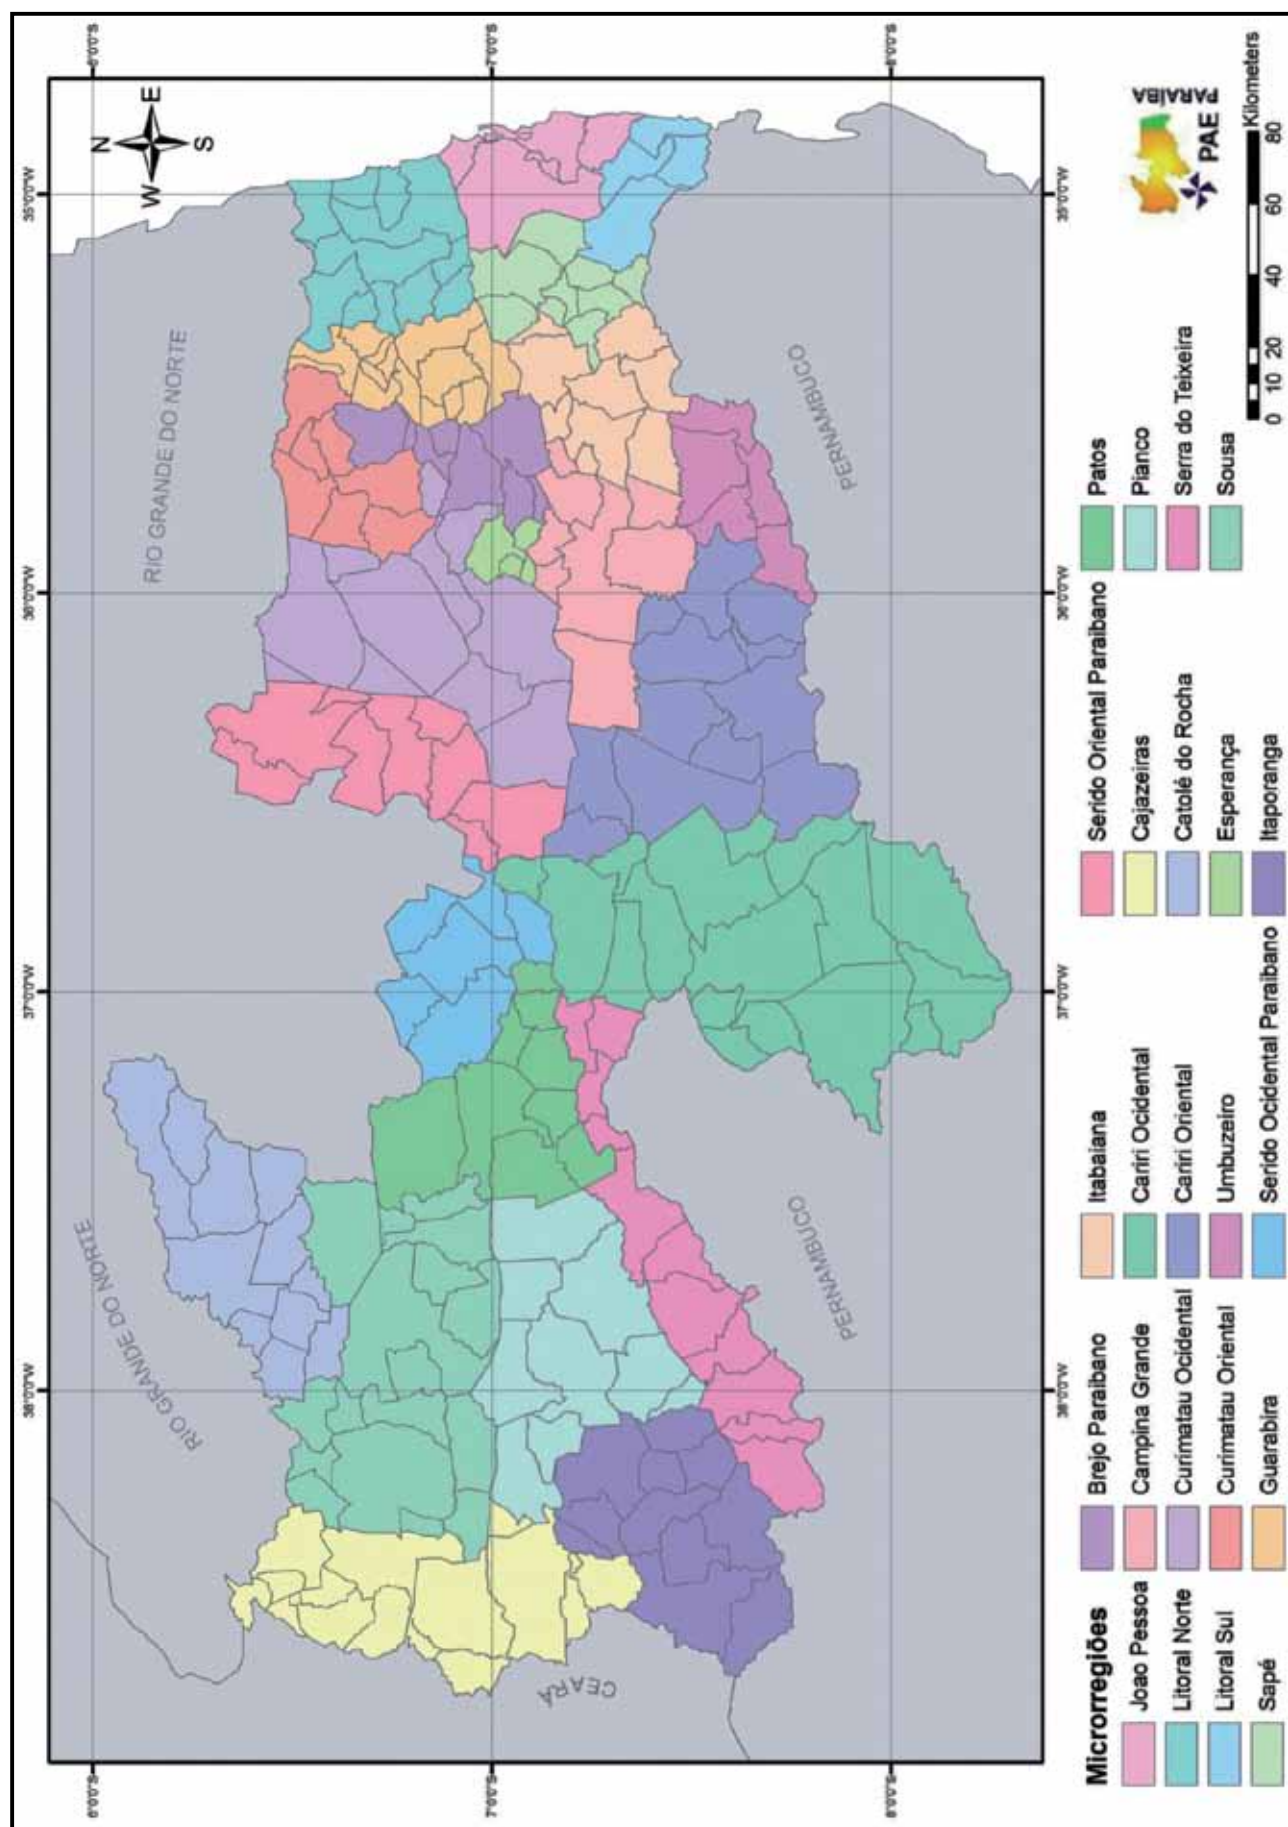 38°0'0"W
37°0'0"W
36°0'0"W
35°0'0"W
6°0'0"S
6°0'0"S
N
W
E
S
RIO GRANDE DO NORTE
RIO GRANDE DO NORTE
7°0'0"S
7°0'0"S
CEARÁ
PERNAMBUCO
PERNAMBUCO
8°0'0"S
8°0'0"S
38°0'0"W
37°0'0"W
36°0'0"W
35°0'0"W
Microrregiões
Joao Pessoa
Litoral Norte
Litoral Sul
Sapé
Brejo Paraibano
Campina Grande
Curimatau Ocidental
Curimatau Oriental
Guarabira
Itabaiana
Cariri Ocidental
Cariri Oriental
Umbuzeiro
Serido Ocidental Paraibano
Serido Oriental Paraibano
Cajazeiras
Catolé do Rocha
Esperança
Itaporanga
Patos
Pianco
Serra do Teixeira
Sousa
PAE
PARAÍBA
0 10 20 40 60 80
Kilometers